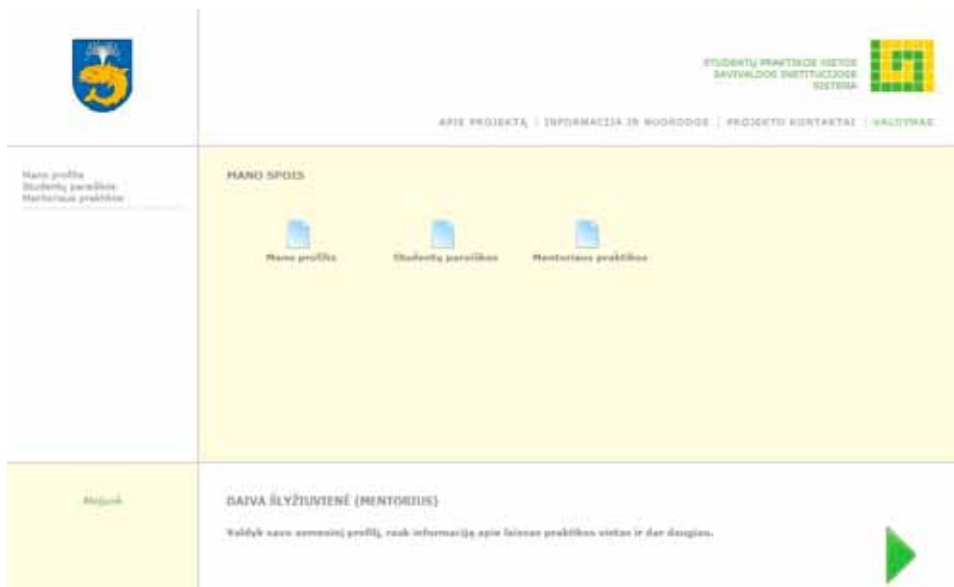 STUDENTŲ PRAKTIKOS VIETOS
SAVIVALDOS INSTITUCIJOSE
SISTEMA
APIE PROJEKTĄ | INFORMACIJA IR NUORODOS | PROJEKTO KONTAKTAI | VALDYMAS
Mano profilis
Studentų paraiškos
Mentoriaus praktikos
MANO SPOIS
Mano profilis
Studentų paraiškos
Mentoriaus praktikos
Atsijunk
DAIVA ŠLYŽIUVIENĖ (MENTORIUS)
Valdyk savo asmeninį profilį, rask informaciją apie laisvas praktikos vietas ir dar daugiau.